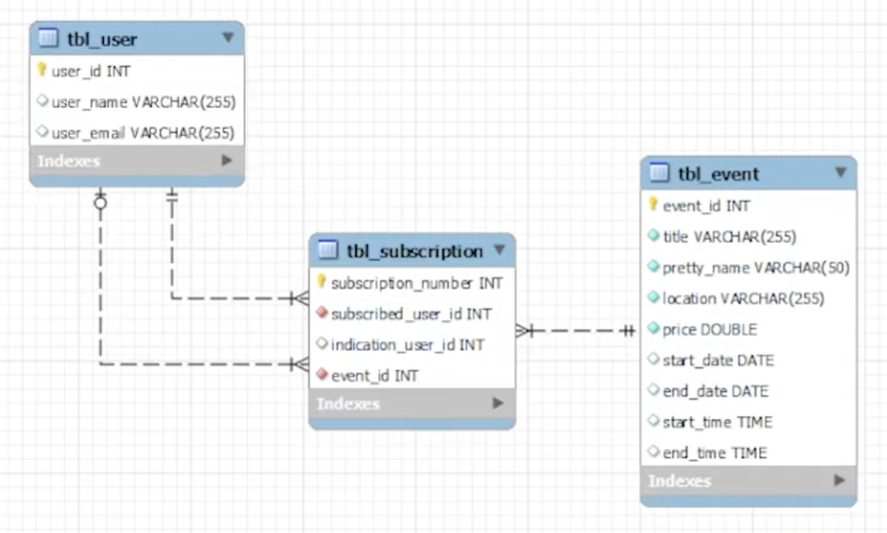 tbl_user
user_id INT
user_name VARCHAR(255)
user_email VARCHAR(255)
Indexes
tbl_subscription
subscription_number INT
subscribed_user_id INT
indication_user_id INT
event_id INT
Indexes
tbl_event
event_id INT
title VARCHAR(255)
pretty_name VARCHAR(50)
location VARCHAR(255)
price DOUBLE
start_date DATE
end_date DATE
start_time TIME
end_time TIME
Indexes